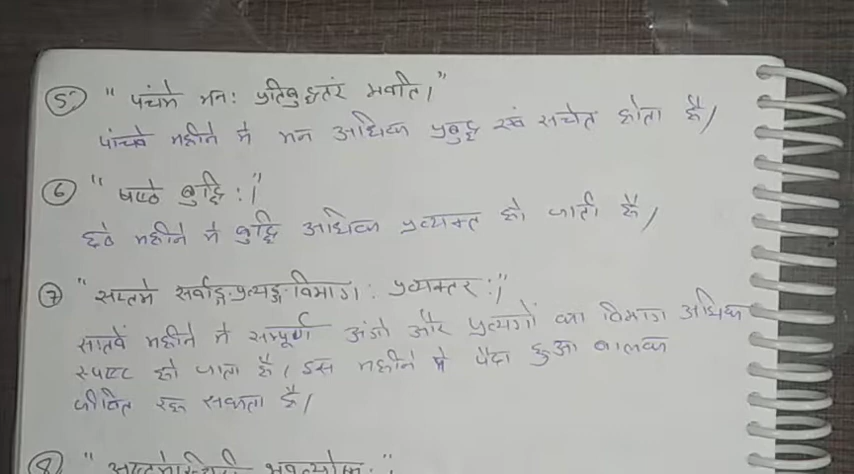 ⑤ " पंचमे मनः प्रतिबुद्धतरं भवति।"
पांचवे महीने मे मन अधिक प्रबुद्ध एवं सचेत होता है।
⑥ " षष्ठे बुद्धिः।"
छठे महीने मे बुद्धि अधिक प्रव्यक्त हो जाती है।
⑦ "सप्तमे सर्वाङ्गप्रत्यङ्गविभागः प्रव्यक्ततरः।"
सातवें महीने मे सम्पूर्ण अंगो और प्रत्यगों का विभाग अधिक
स्पष्ट हो जाता है। इस महीने मे पैदा हुआ बालक
जीवित रह सकता है।
⑧ "